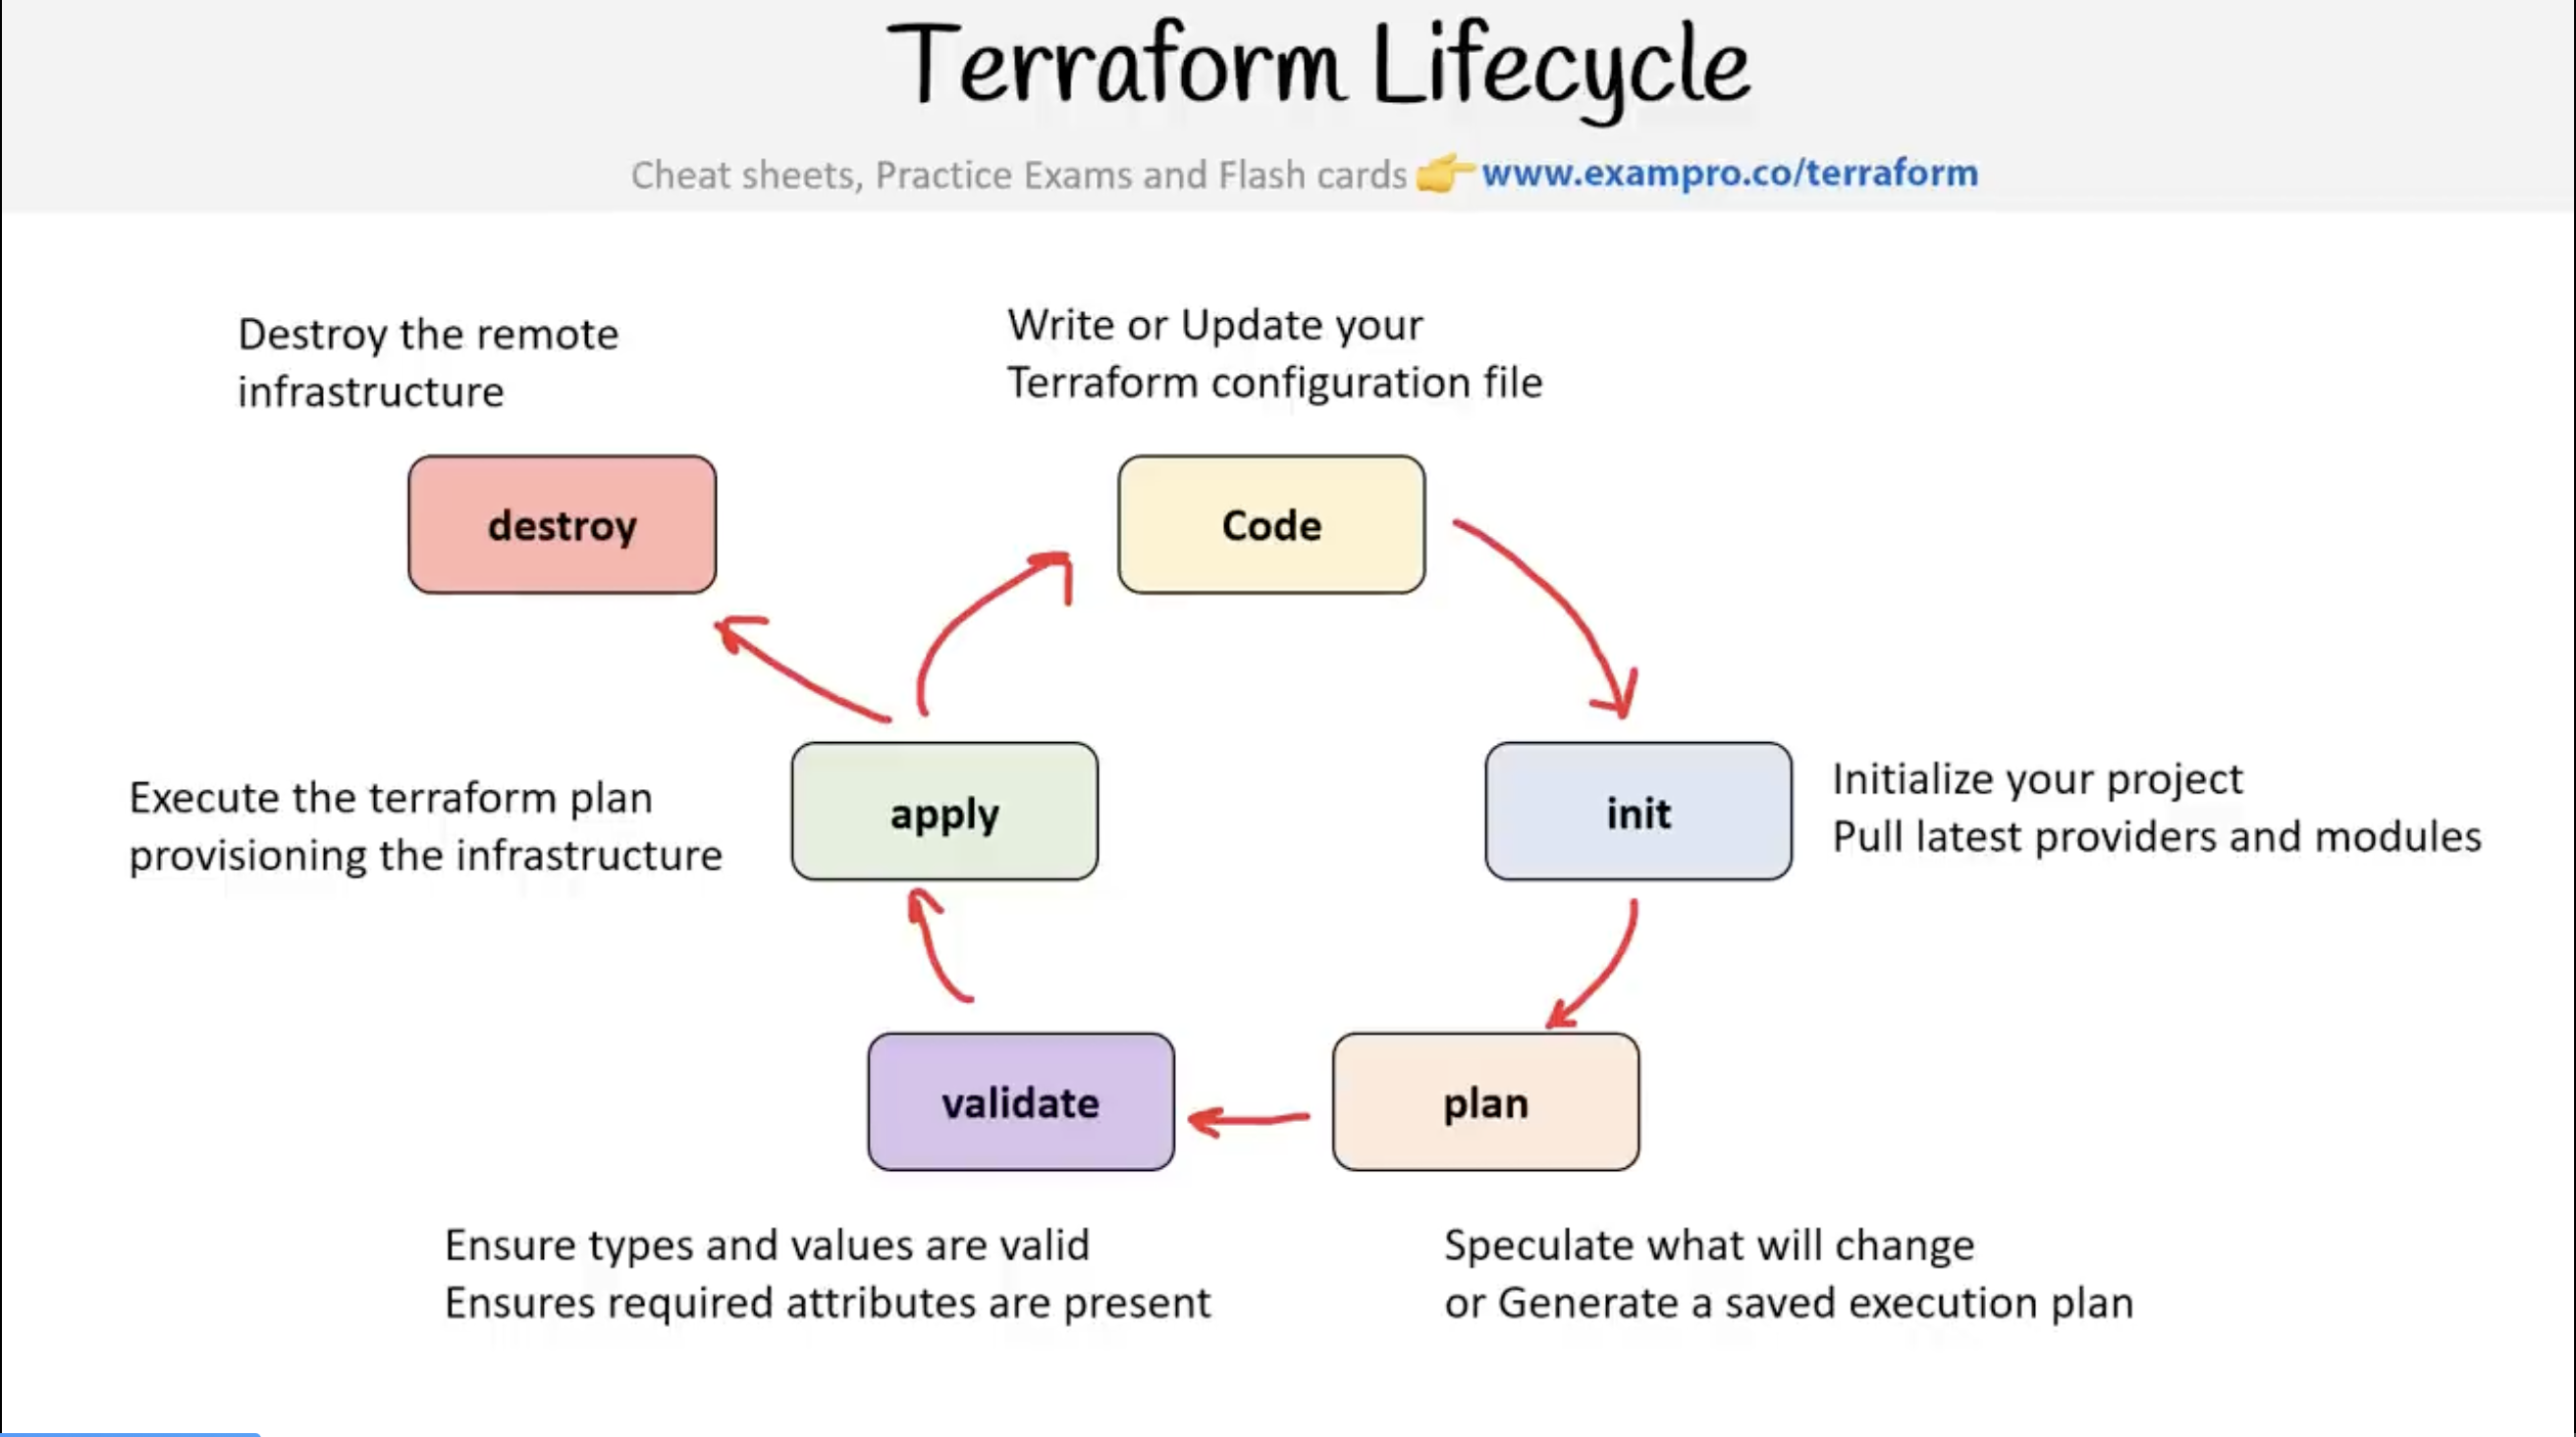 Terraform Lifecycle
Cheat sheets, Practice Exams and Flash cards 👉 www.exampro.co/terraform
Destroy the remote
infrastructure
Write or Update your
Terraform configuration file
destroy
Code
Execute the terraform plan
provisioning the infrastructure
apply
init
Initialize your project
Pull latest providers and modules
validate
plan
Ensure types and values are valid
Ensures required attributes are present
Speculate what will change
or Generate a saved execution plan